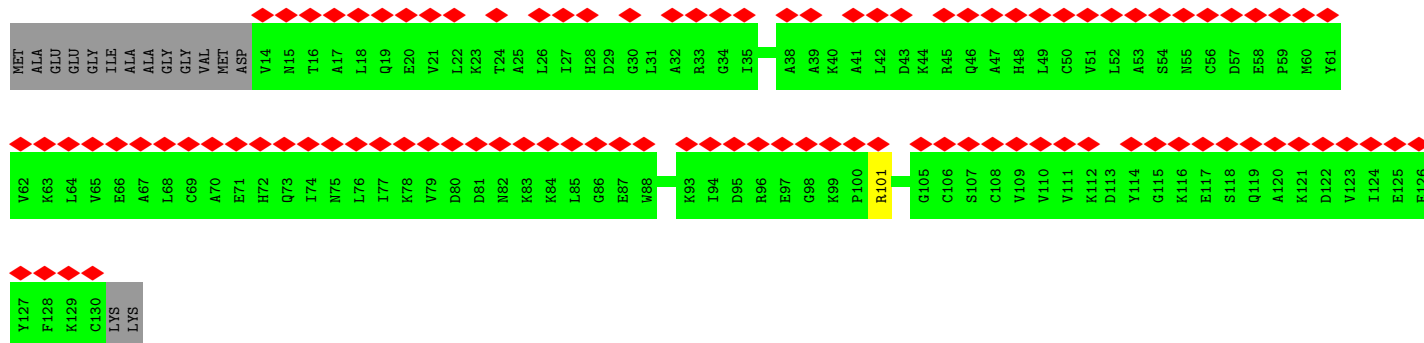 MET ALA GLU GLU GLY ILE ALA ALA GLY GLY VAL MET ASP V14 N15 T16 A17 L18 Q19 E20 V21 L22 K23 T24 A25 L26 I27 H28 D29 G30 L31 A32 R33 G34 I35 A38 A39 K40 A41 L42 D43 K44 R45 Q46 A47 H48 L49 C50 V51 L52 A53 S54 N55 C56 D57 E58 P59 M60 Y61
V62 K63 L64 V65 E66 A67 L68 C69 A70 E71 H72 Q73 I74 N75 L76 I77 K78 V79 D80 D81 N82 K83 K84 L85 G86 E87 W88 K93 I94 D95 R96 E97 G98 K99 P100 R101 G105 C106 S107 C108 V109 V110 V111 K112 D113 Y114 G115 K116 E117 S118 Q119 A120 K121 D122 V123 I124 E125 E126
Y127 F128 K129 C130 LYS LYS